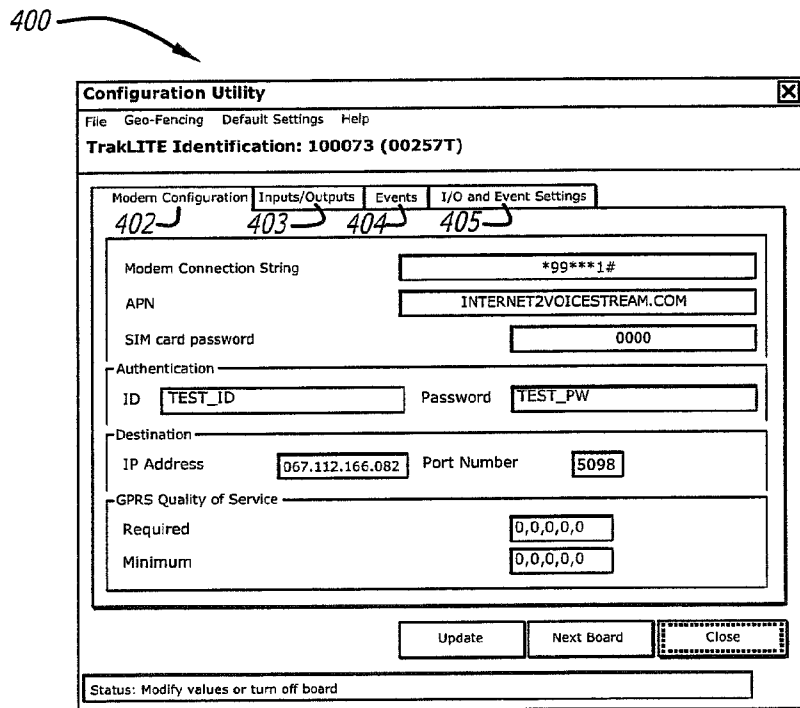 400
Configuration Utility
File Geo-Fencing Default Settings Help
TrakLITE Identification: 100073 (00257T)
Modem Configuration Inputs/Outputs Events I/O and Event Settings
402 403 404 405
Modem Connection String *99***1#
APN INTERNET2VOICESTREAM.COM
SIM card password 0000
Authentication
ID TEST_ID Password TEST_PW
Destination
IP Address 067.112.166.082 Port Number 5098
GPRS Quality of Service
Required 0,0,0,0,0
Minimum 0,0,0,0,0
Update Next Board Close
Status: Modify values or turn off board